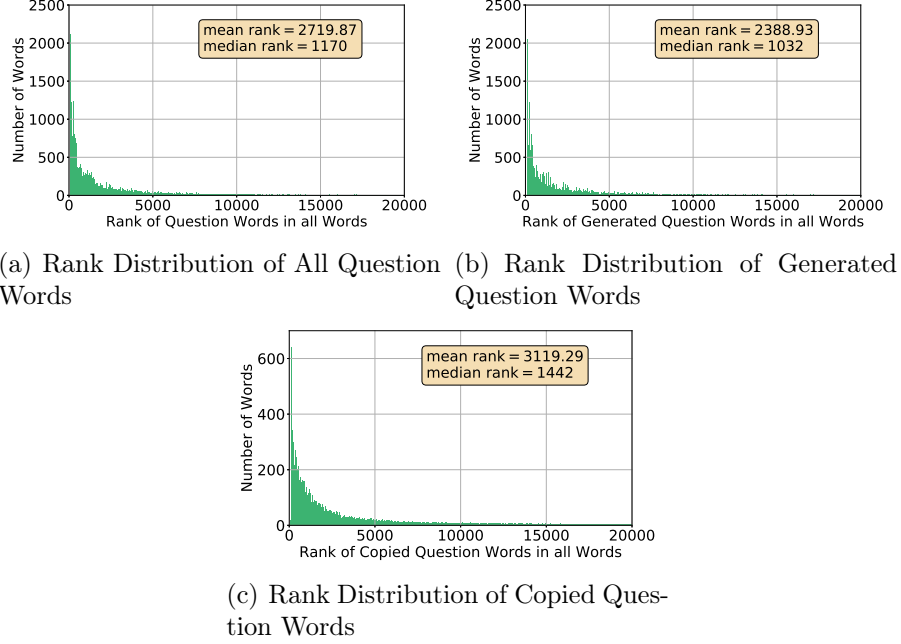 2500
2000
1500
1000
500
0
Number of Words
mean rank = 2719.87
median rank = 1170
0 5000 10000 15000 20000
Rank of Question Words in all Words
(a) Rank Distribution of All Question
Words
2500
2000
1500
1000
500
0
Number of Words
mean rank = 2388.93
median rank = 1032
0 5000 10000 15000 20000
Rank of Generated Question Words in all Words
(b) Rank Distribution of Generated
Question Words
600
400
200
0
Number of Words
mean rank = 3119.29
median rank = 1442
0 5000 10000 15000 20000
Rank of Copied Question Words in all Words
(c) Rank Distribution of Copied Ques-
tion Words